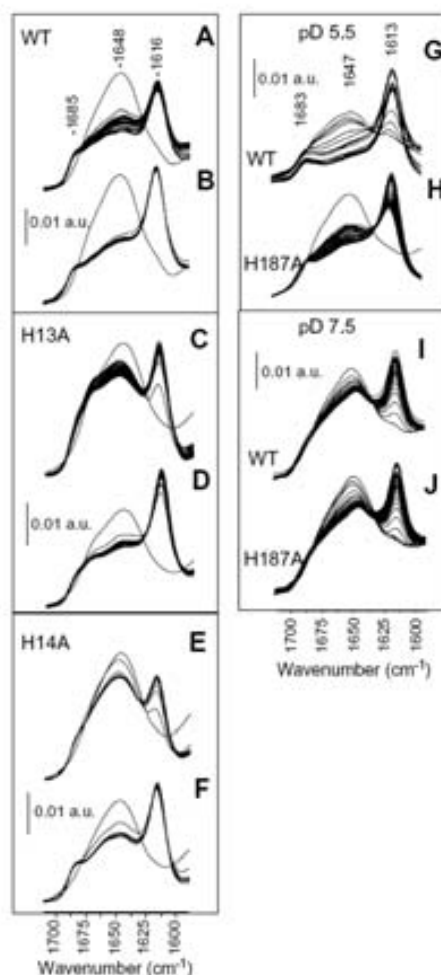 WT
A
-1685
-1648
-1616
B
0.01 a.u.
H13A
C
D
0.01 a.u.
H14A
E
F
0.01 a.u.
1700
1675
1650
1625
1600
Wavenumber (cm⁻¹)
pD 5.5
G
0.01 a.u.
1683
1647
1613
WT
H
H187A
pD 7.5
I
0.01 a.u.
WT
J
H187A
1700
1675
1650
1625
1600
Wavenumber (cm⁻¹)